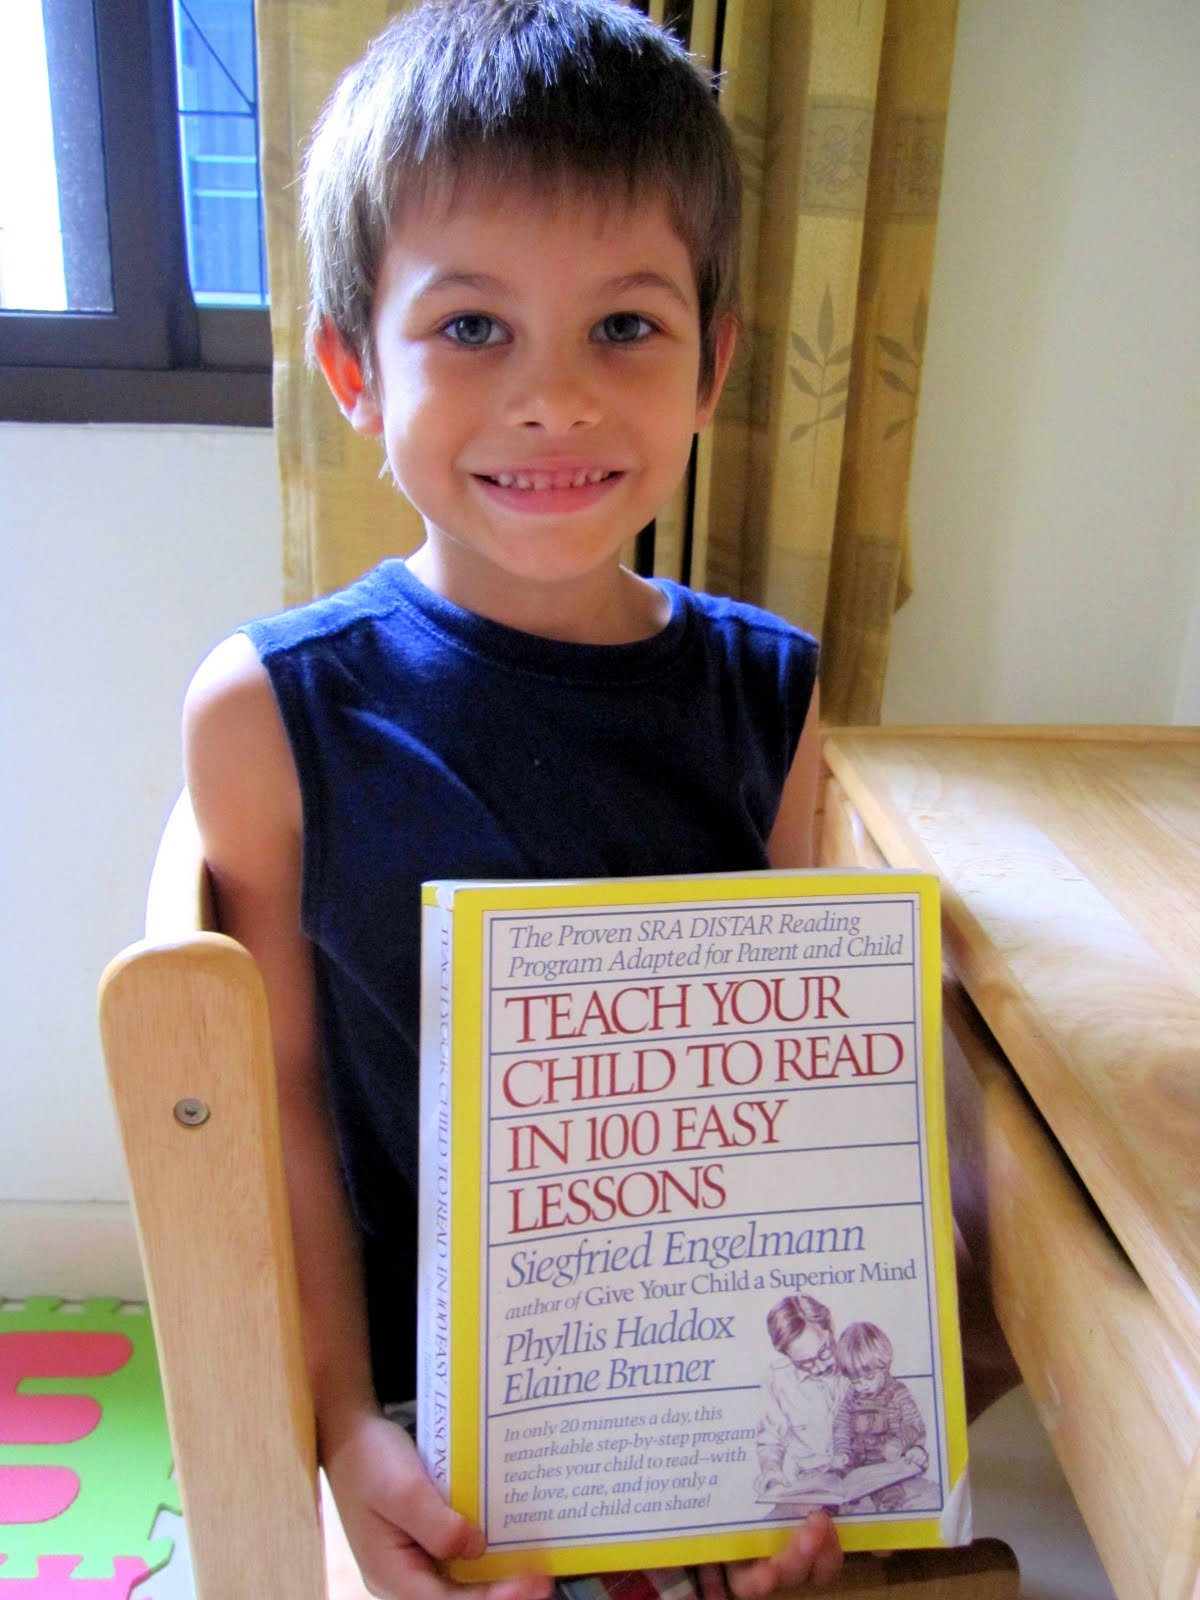 The Proven SRA DISTAR Reading
Program Adapted for Parent and Child
TEACH YOUR
CHILD TO READ
IN 100 EASY
LESSONS
Siegfried Engelmann
author of Give Your Child a Superior Mind
Phyllis Haddox
Elaine Bruner
In only 20 minutes a day, this
remarkable step-by-step program
teaches your child to read—with
the love, care, and joy only a
parent and child can share!
TEACH YOUR CHILD TO READ IN 100 EASY LESSONS